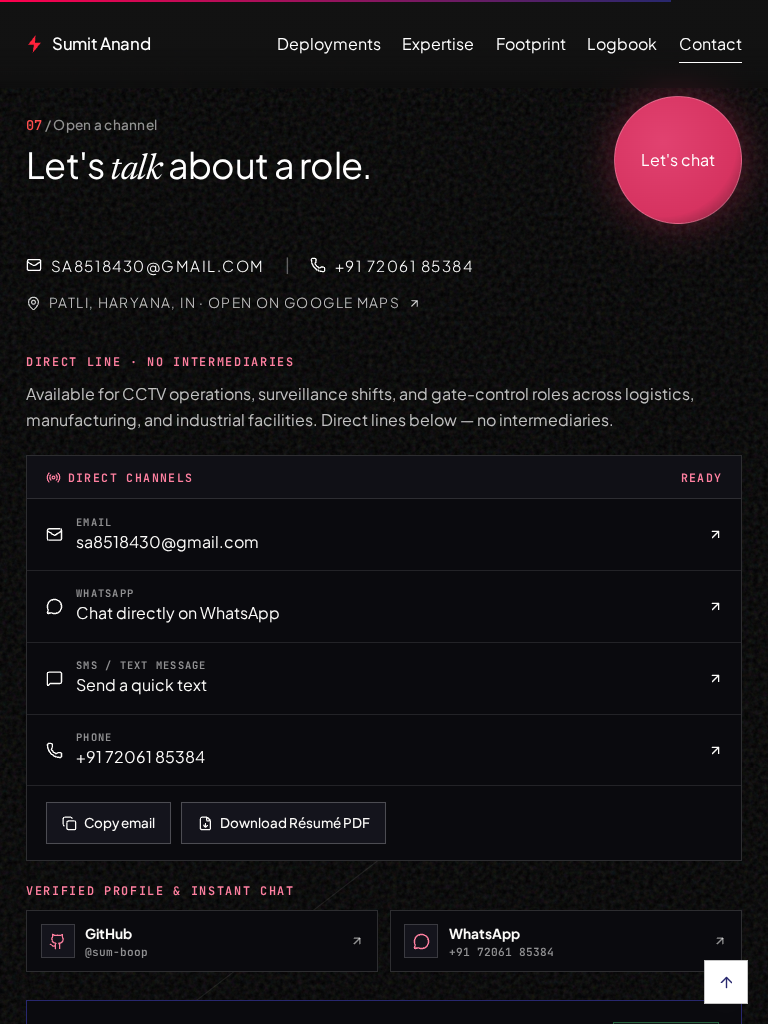 Sumit Anand
Deployments Expertise Footprint Logbook Contact
07 / Open a channel
Let's talk about a role.
Let's chat
SA8518430@GMAIL.COM | +91 72061 85384
PATLI, HARYANA, IN · OPEN ON GOOGLE MAPS
DIRECT LINE · NO INTERMEDIARIES
Available for CCTV operations, surveillance shifts, and gate-control roles across logistics,
manufacturing, and industrial facilities. Direct lines below — no intermediaries.
DIRECT CHANNELS READY
EMAIL
sa8518430@gmail.com
WHATSAPP
Chat directly on WhatsApp
SMS / TEXT MESSAGE
Send a quick text
PHONE
+91 72061 85384
Copy email Download Résumé PDF
VERIFIED PROFILE & INSTANT CHAT
GitHub
@sum-boop
WhatsApp
+91 72061 85384